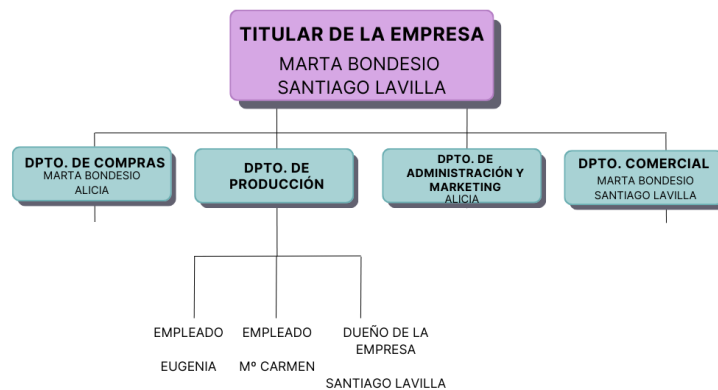 TITULAR DE LA EMPRESA
MARTA BONDESIO
SANTIAGO LAVILLA
DPTO. DE COMPRAS
MARTA BONDESIO
ALICIA
DPTO. DE
PRODUCCIÓN
DPTO. DE
ADMINISTRACIÓN Y
MARKETING
ALICIA
DPTO. COMERCIAL
MARTA BONDESIO
SANTIAGO LAVILLA
EMPLEADO
EUGENIA
EMPLEADO
Mº CARMEN
DUEÑO DE LA
EMPRESA
SANTIAGO LAVILLA